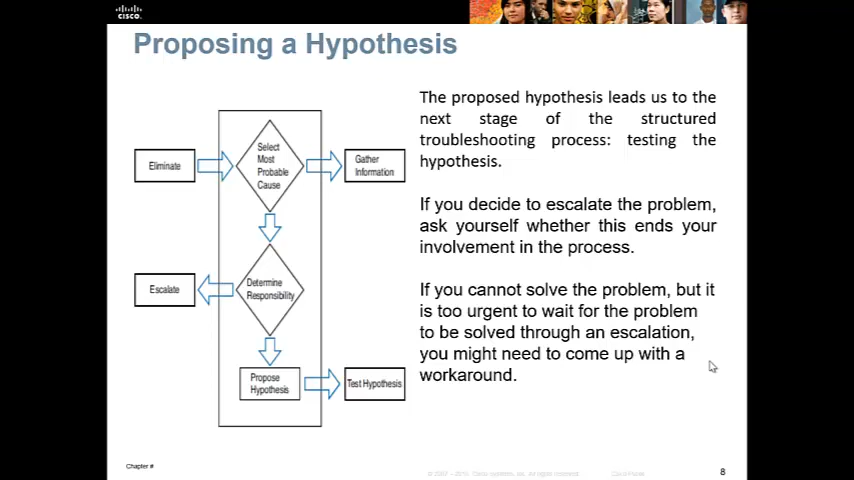 CISCO
Proposing a Hypothesis
Select
Most
Probable
Cause
Eliminate
Gather
Information
Determine
Responsibility
Escalate
Propose
Hypothesis
Test Hypothesis
The proposed hypothesis leads us to the
next stage of the structured
troubleshooting process: testing the
hypothesis.
If you decide to escalate the problem,
ask yourself whether this ends your
involvement in the process.
If you cannot solve the problem, but it
is too urgent to wait for the problem
to be solved through an escalation,
you might need to come up with a
workaround.
Chapter #
8